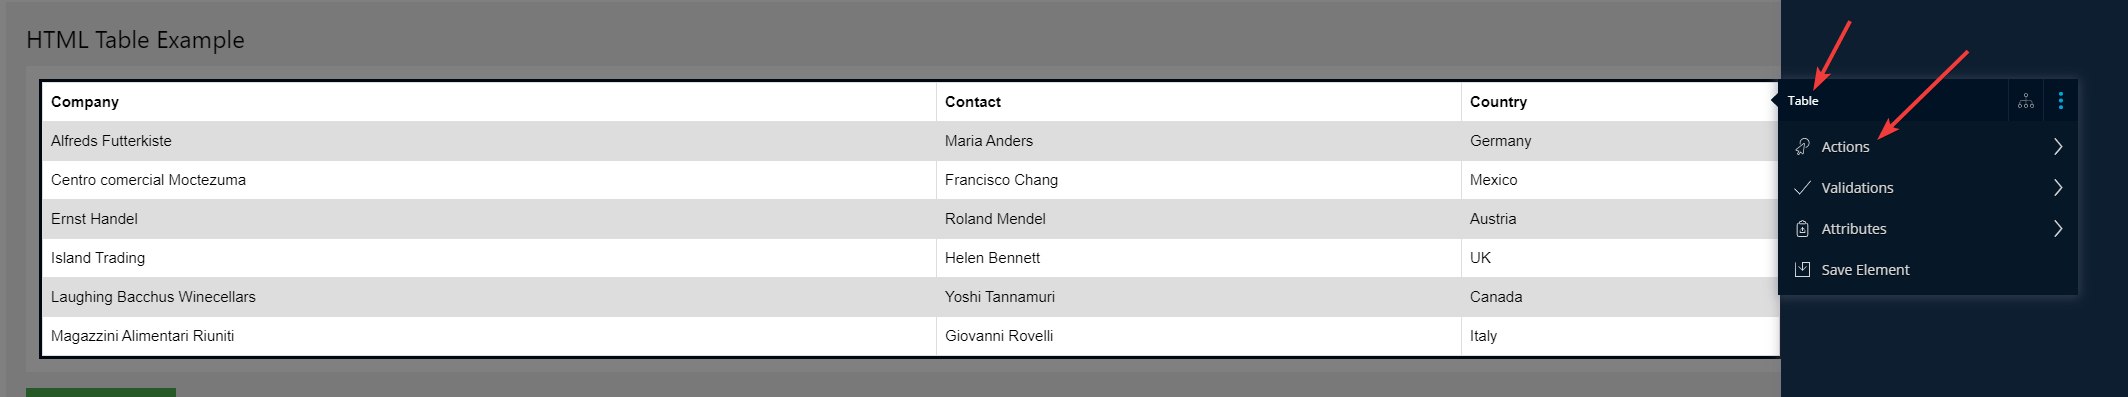 HTML Table Example
Company Contact Country
Alfreds Futterkiste Maria Anders Germany
Centro comercial Moctezuma Francisco Chang Mexico
Ernst Handel Roland Mendel Austria
Island Trading Helen Bennett UK
Laughing Bacchus Winecellars Yoshi Tannamuri Canada
Magazzini Alimentari Riuniti Giovanni Rovelli Italy
Table
Actions
Validations
Attributes
Save Element